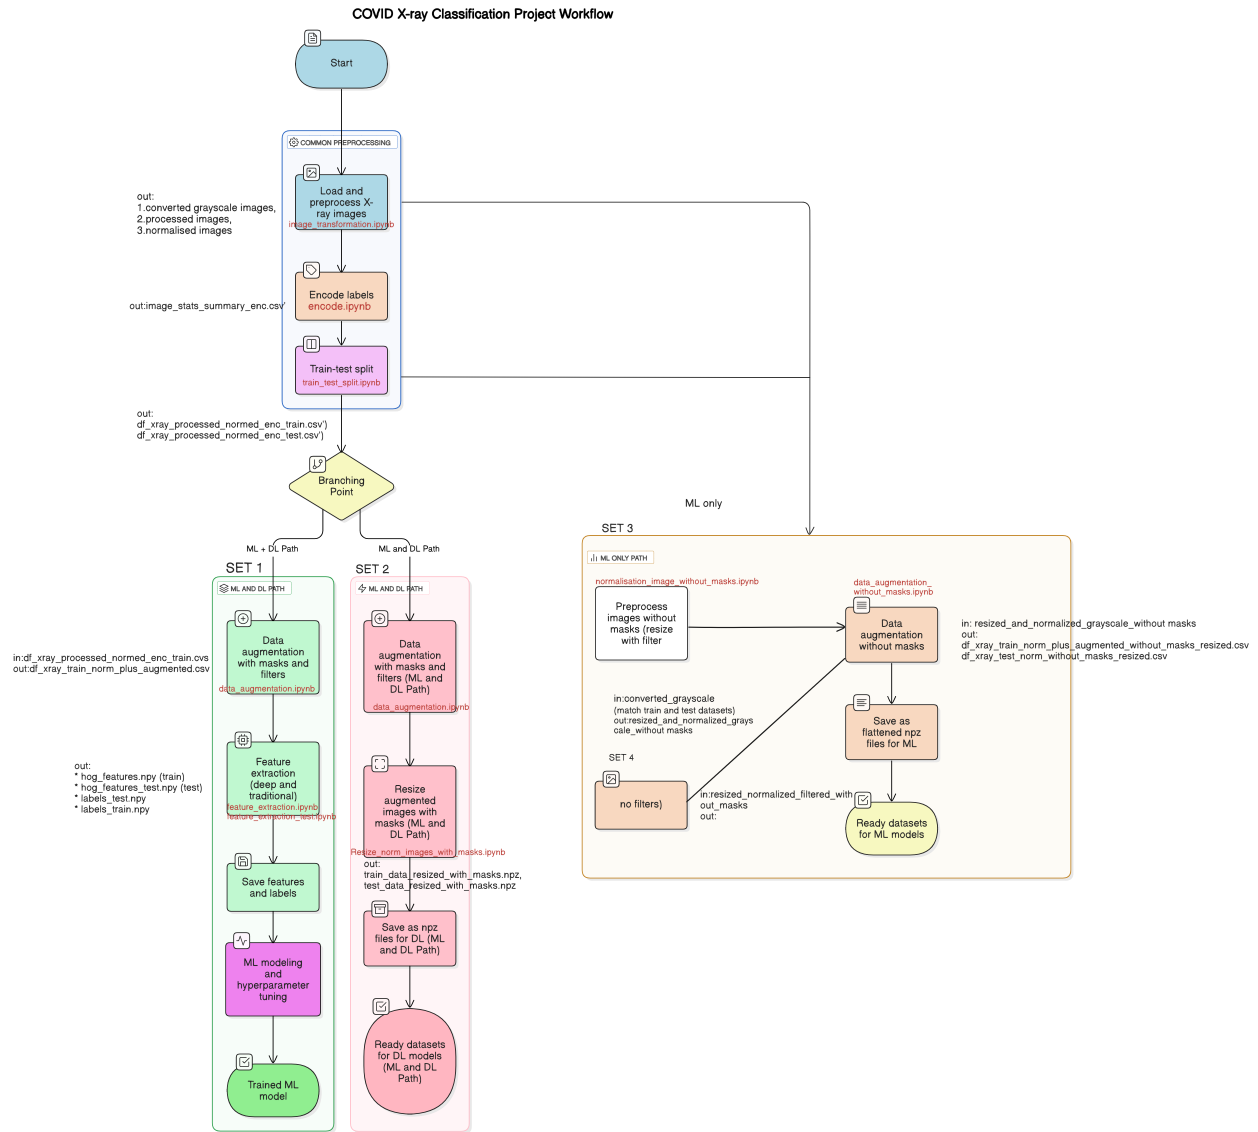 COVID X-ray Classification Project Workflow
Start
COMMON PREPROCESSING
Load and
preprocess X-
ray images
image_transformation.ipynb
out:
1.converted grayscale images,
2.processed images,
3.normalised images
Encode labels
encode.ipynb
out:image_stats_summary_enc.csv'
Train-test split
train_test_split.ipynb
out:
df_xray_processed_normed_enc_train.csv')
df_xray_processed_normed_enc_test.csv')
Branching
Point
ML + DL Path
ML and DL Path
SET 1
ML AND DL PATH
Data
augmentation
with masks and
filters
data_augmentation.ipynb
in:df_xray_processed_normed_enc_train.cvs
out:df_xray_train_norm_plus_augmented.csv
Feature
extraction
(deep and
traditional)
feature_extraction.ipynb
feature_extraction_test.ipynb
out:
* hog_features.npy (train)
* hog_features_test.npy (test)
* labels_test.npy
* labels_train.npy
Save features
and labels
ML modeling
and
hyperparameter
tuning
Trained ML
model
SET 2
ML AND DL PATH
Data
augmentation
with masks and
filters (ML and
DL Path)
data_augmentation.ipynb
Resize
augmented
images with
masks (ML and
DL Path)
Resize_norm_images_with_masks.ipynb
out:
train_data_resized_with_masks.npz,
test_data_resized_with_masks.npz
Save as npz
files for DL (ML
and DL Path)
Ready datasets
for DL models
(ML and DL
Path)
ML only
SET 3
ML ONLY PATH
normalisation_image_without_masks.ipynb
Preprocess
images without
masks (resize
with filter
data_augmentation_
without_masks.ipynb
Data
augmentation
without masks
in: resized_and_normalized_grayscale_without masks
out:
df_xray_train_norm_plus_augmented_without_masks_resized.csv
df_xray_test_norm_without_masks_resized.csv
in:converted_grayscale
(match train and test datasets)
out:resized_and_normalized_grays
cale_without masks
Save as
flattened npz
files for ML
SET 4
no filters)
in:resized_normalized_filtered_with
out_masks
out:
Ready datasets
for ML models